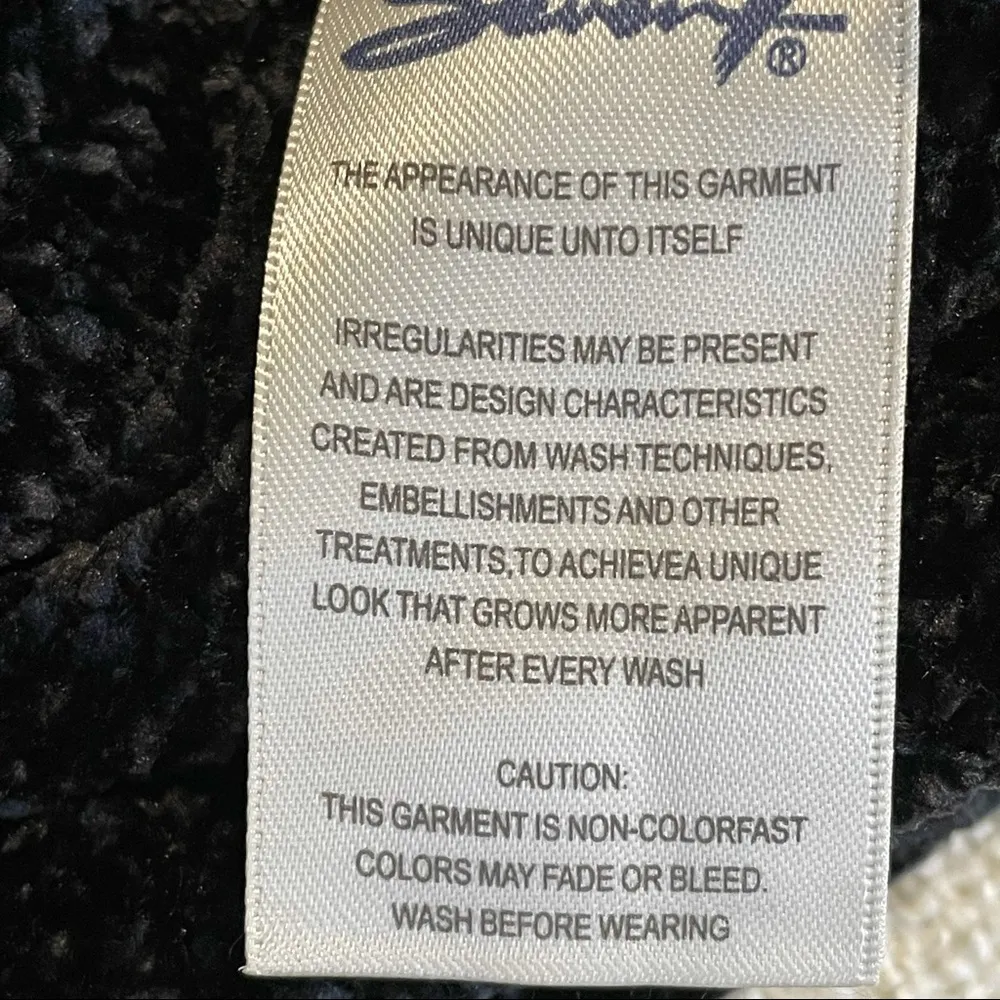 ®
THE APPEARANCE OF THIS GARMENT
IS UNIQUE UNTO ITSELF
IRREGULARITIES MAY BE PRESENT
AND ARE DESIGN CHARACTERISTICS
CREATED FROM WASH TECHNIQUES,
EMBELLISHMENTS AND OTHER
TREATMENTS,TO ACHIEVEA UNIQUE
LOOK THAT GROWS MORE APPARENT
AFTER EVERY WASH
CAUTION:
THIS GARMENT IS NON-COLORFAST
COLORS MAY FADE OR BLEED.
WASH BEFORE WEARING